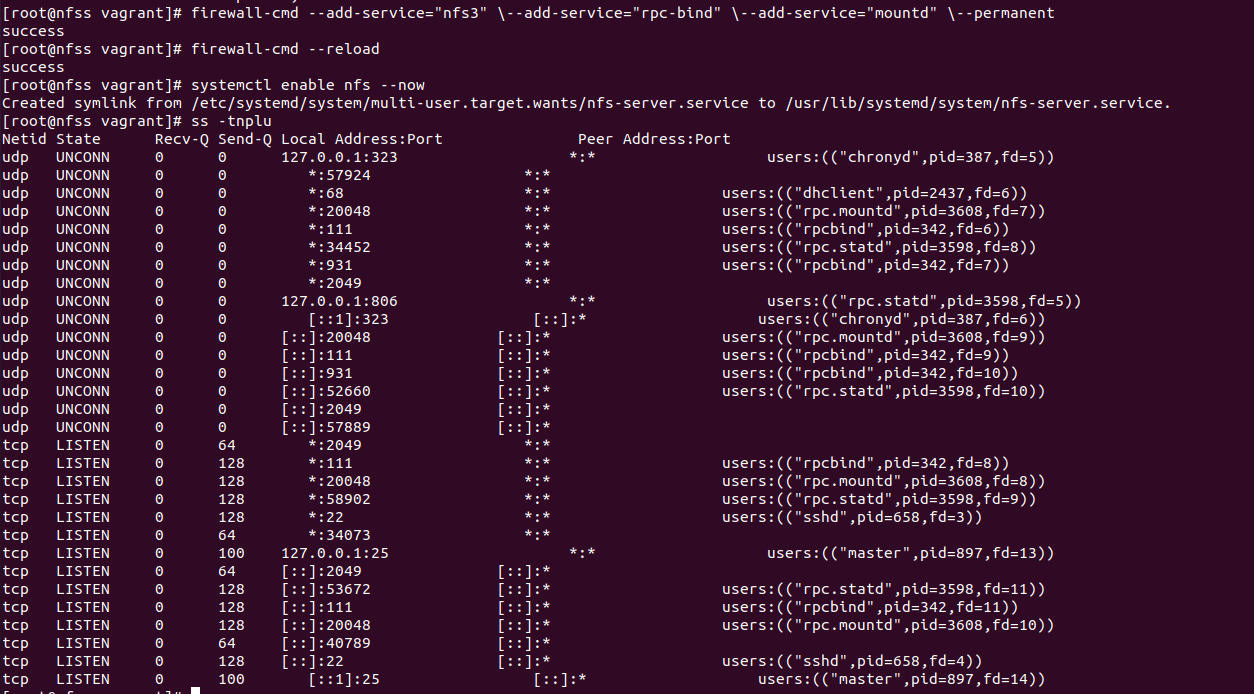 [root@nfss vagrant]# firewall-cmd --add-service="nfs3" \--add-service="rpc-bind" \--add-service="mountd" \--permanent
success
[root@nfss vagrant]# firewall-cmd --reload
success
[root@nfss vagrant]# systemctl enable nfs --now
Created symlink from /etc/systemd/system/multi-user.target.wants/nfs-server.service to /usr/lib/systemd/system/nfs-server.service.
[root@nfss vagrant]# ss -tnplu
Netid State      Recv-Q Send-Q Local Address:Port               Peer Address:Port
udp   UNCONN     0      0      127.0.0.1:323                   *:*                   users:(("chronyd",pid=387,fd=5))
udp   UNCONN     0      0         *:57924                 *:*
udp   UNCONN     0      0         *:68                    *:*                   users:(("dhclient",pid=2437,fd=6))
udp   UNCONN     0      0         *:20048                 *:*                   users:(("rpc.mountd",pid=3608,fd=7))
udp   UNCONN     0      0         *:111                   *:*                   users:(("rpcbind",pid=342,fd=6))
udp   UNCONN     0      0         *:34452                 *:*                   users:(("rpc.statd",pid=3598,fd=8))
udp   UNCONN     0      0         *:931                   *:*                   users:(("rpcbind",pid=342,fd=7))
udp   UNCONN     0      0         *:2049                  *:*
udp   UNCONN     0      0      127.0.0.1:806                   *:*                   users:(("rpc.statd",pid=3598,fd=5))
udp   UNCONN     0      0         [::1]:323                [::]:*                   users:(("chronyd",pid=387,fd=6))
udp   UNCONN     0      0      [::]:20048              [::]:*                   users:(("rpc.mountd",pid=3608,fd=9))
udp   UNCONN     0      0      [::]:111                [::]:*                   users:(("rpcbind",pid=342,fd=9))
udp   UNCONN     0      0      [::]:931                [::]:*                   users:(("rpcbind",pid=342,fd=10))
udp   UNCONN     0      0      [::]:52660              [::]:*                   users:(("rpc.statd",pid=3598,fd=10))
udp   UNCONN     0      0      [::]:2049               [::]:*
udp   UNCONN     0      0      [::]:57889              [::]:*
tcp   LISTEN     0      64        *:2049                  *:*
tcp   LISTEN     0      128       *:111                   *:*                   users:(("rpcbind",pid=342,fd=8))
tcp   LISTEN     0      128       *:20048                 *:*                   users:(("rpc.mountd",pid=3608,fd=8))
tcp   LISTEN     0      128       *:58902                 *:*                   users:(("rpc.statd",pid=3598,fd=9))
tcp   LISTEN     0      128       *:22                    *:*                   users:(("sshd",pid=658,fd=3))
tcp   LISTEN     0      64        *:34073                 *:*
tcp   LISTEN     0      100    127.0.0.1:25                    *:*                   users:(("master",pid=897,fd=13))
tcp   LISTEN     0      64     [::]:2049               [::]:*
tcp   LISTEN     0      128    [::]:53672              [::]:*                   users:(("rpc.statd",pid=3598,fd=11))
tcp   LISTEN     0      128    [::]:111                [::]:*                   users:(("rpcbind",pid=342,fd=11))
tcp   LISTEN     0      128    [::]:20048              [::]:*                   users:(("rpc.mountd",pid=3608,fd=10))
tcp   LISTEN     0      64     [::]:40789              [::]:*
tcp   LISTEN     0      128    [::]:22                 [::]:*                   users:(("sshd",pid=658,fd=4))
tcp   LISTEN     0      100       [::1]:25                 [::]:*                   users:(("master",pid=897,fd=14))